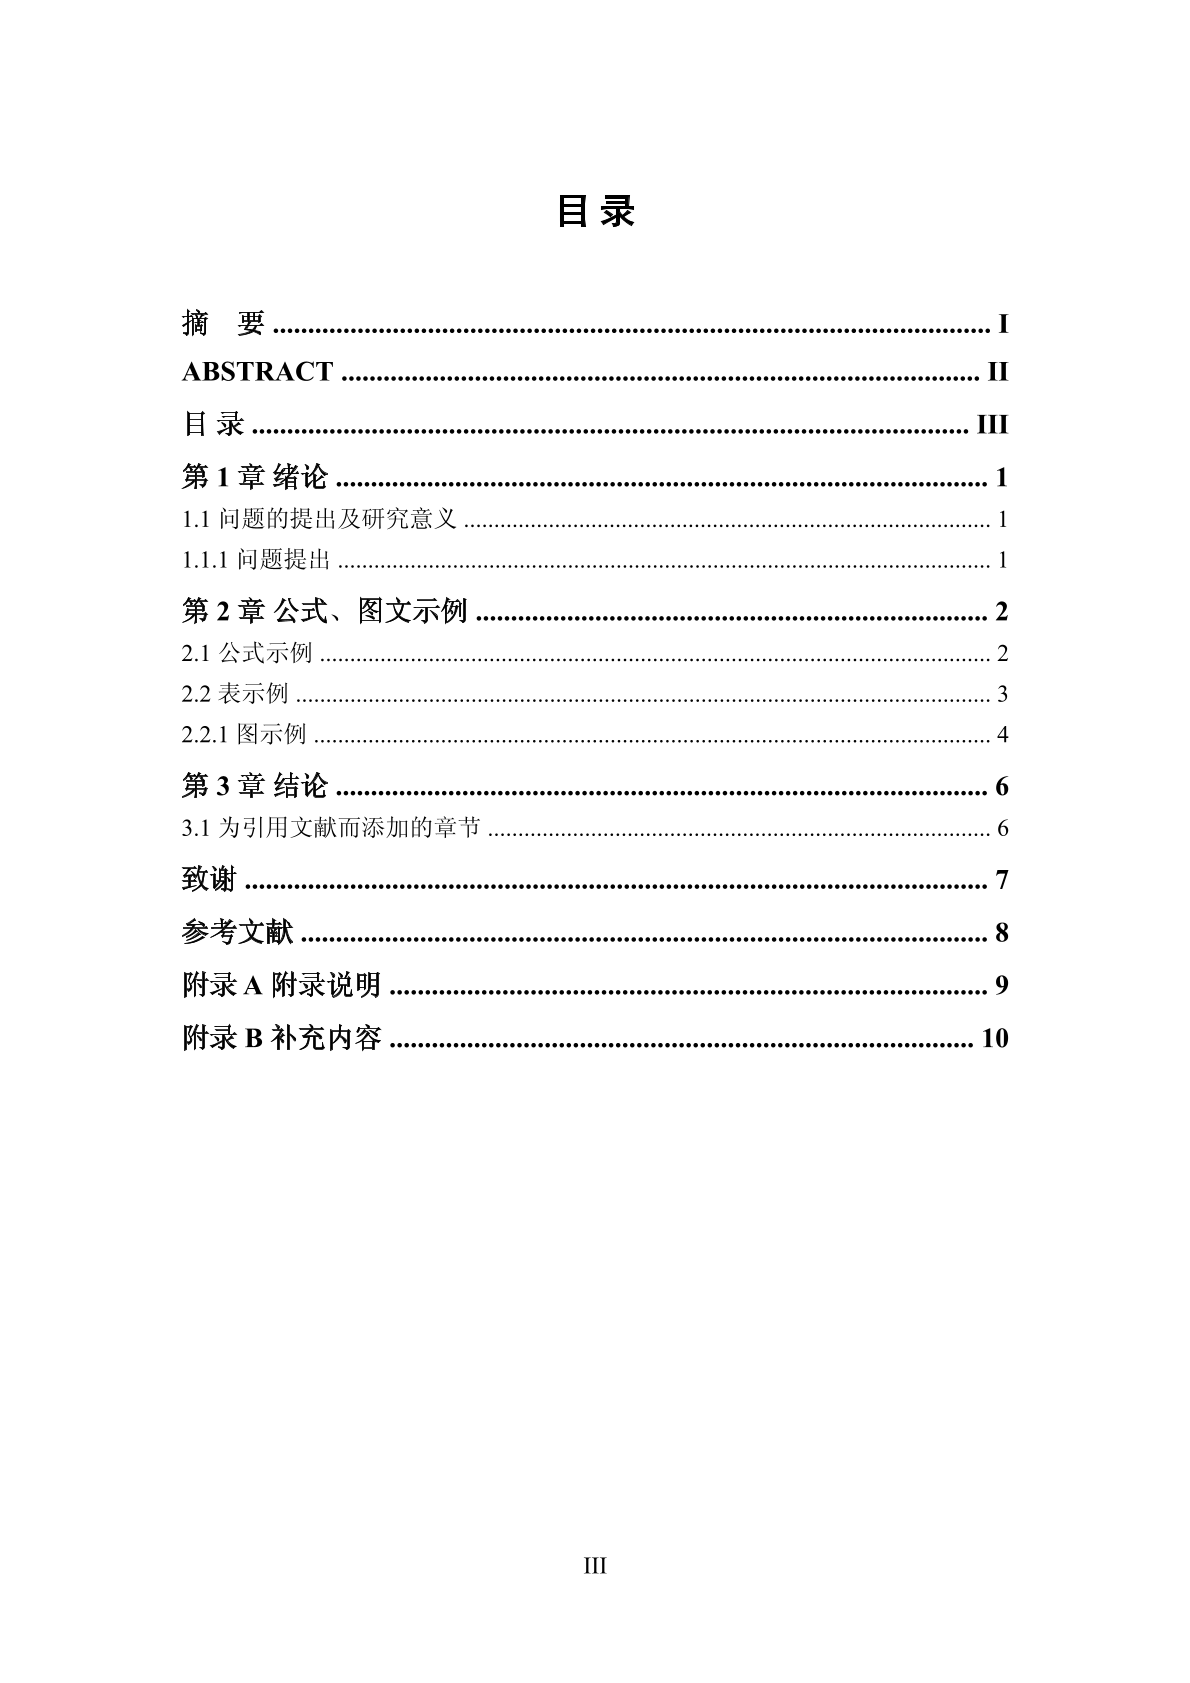 目 录
摘　要 ........................................................................................................ I
ABSTRACT ............................................................................................ II
目 录 ....................................................................................................... III
第 1 章 绪论 ............................................................................................. 1
1.1 问题的提出及研究意义 ........................................................................................ 1
1.1.1 问题提出 ............................................................................................................. 1
第 2 章 公式、图文示例 ......................................................................... 2
2.1 公式示例 ................................................................................................................ 2
2.2 表示例 .................................................................................................................... 3
2.2.1 图示例 ................................................................................................................. 4
第 3 章 结论 ............................................................................................. 6
3.1 为引用文献而添加的章节 .................................................................................... 6
致谢 .......................................................................................................... 7
参考文献 .................................................................................................. 8
附录 A 附录说明 ..................................................................................... 9
附录 B 补充内容 ................................................................................... 10
III